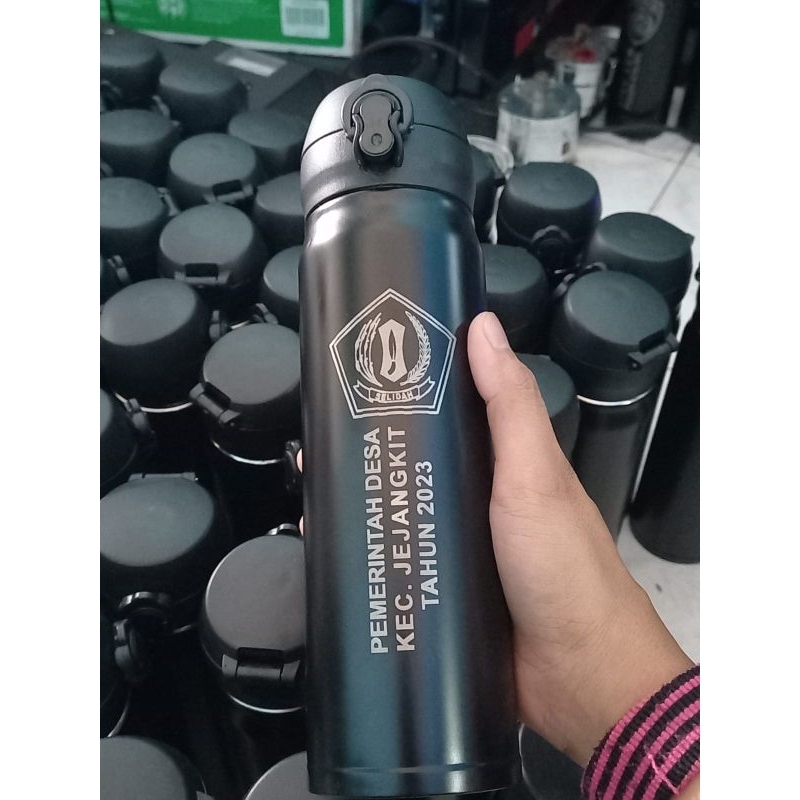 SELIDAH
PEMERINTAH DESA
KEC. JEJANGKIT
TAHUN 2023